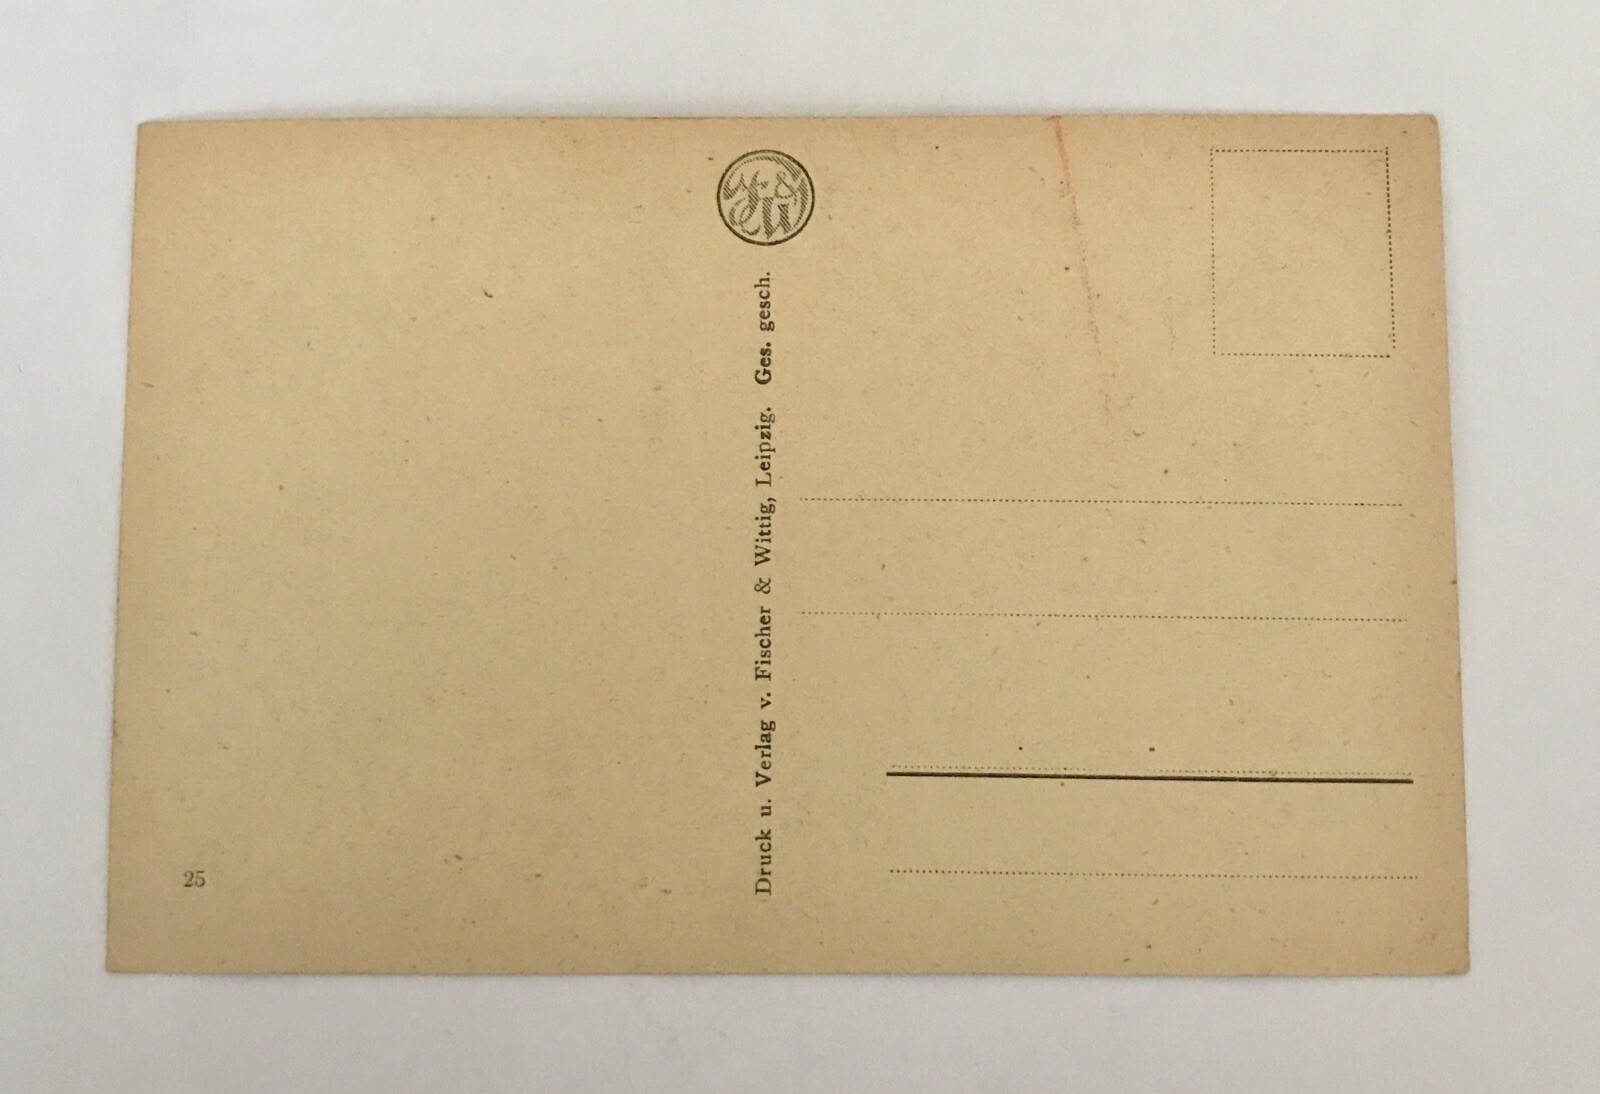 F. & W
Druck u. Verlag v. Fischer & Wittig, Leipzig. Ges. gesch.
25